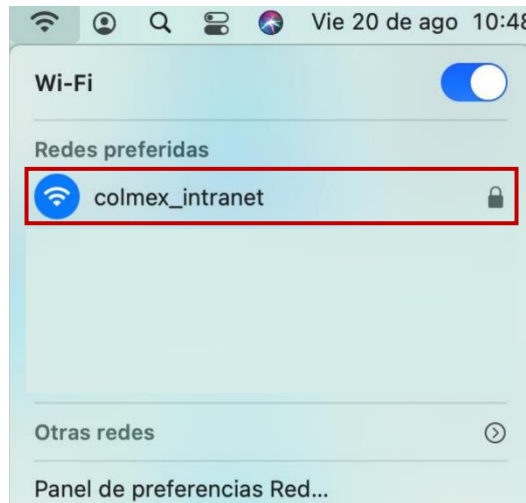 Vie 20 de ago 10:48
Wi-Fi
Redes preferidas
colmex_intranet
Otras redes
Panel de preferencias Red...